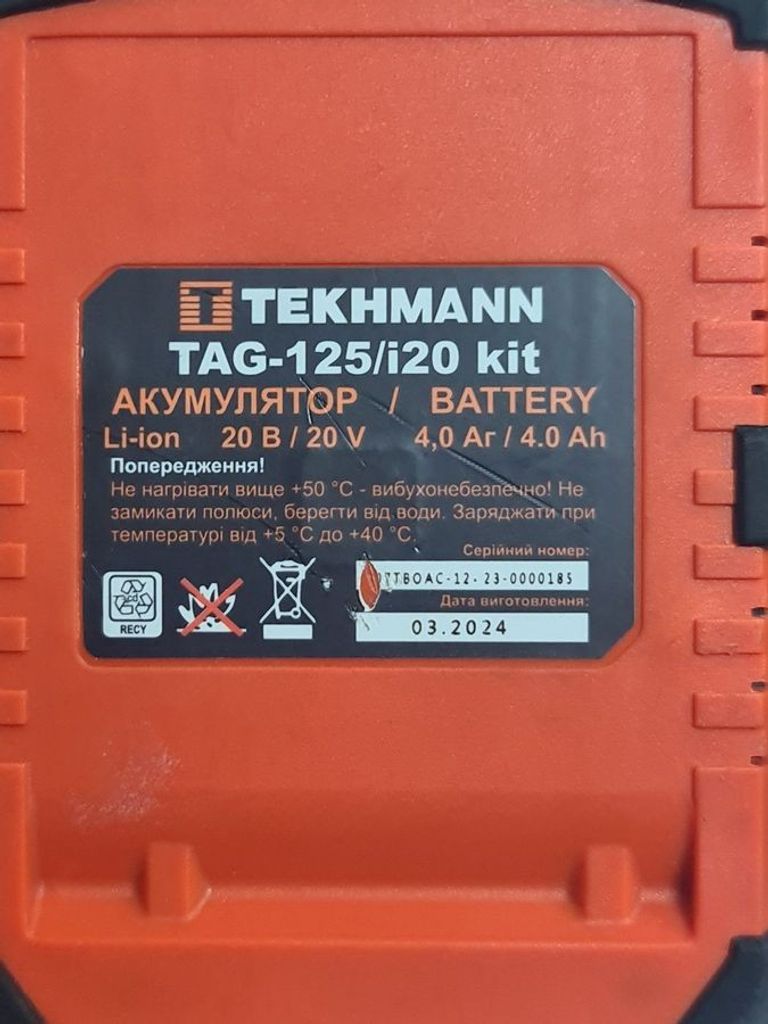 TEKHMANN
TAG-125/i20 kit
АКУМУЛЯТОР / BATTERY
Li-ion 20 В / 20 V 4,0 Аг / 4.0 Ah
Попередження!
Не нагрівати вище +50 °C - вибухонебезпечно! Не
замикати полюси, берегти від води. Заряджати при
температурі від +5 °C до +40 °C.
Серійний номер:
TTBOAC-12.23-0000185
Дата виготовлення:
03.2024
RECY